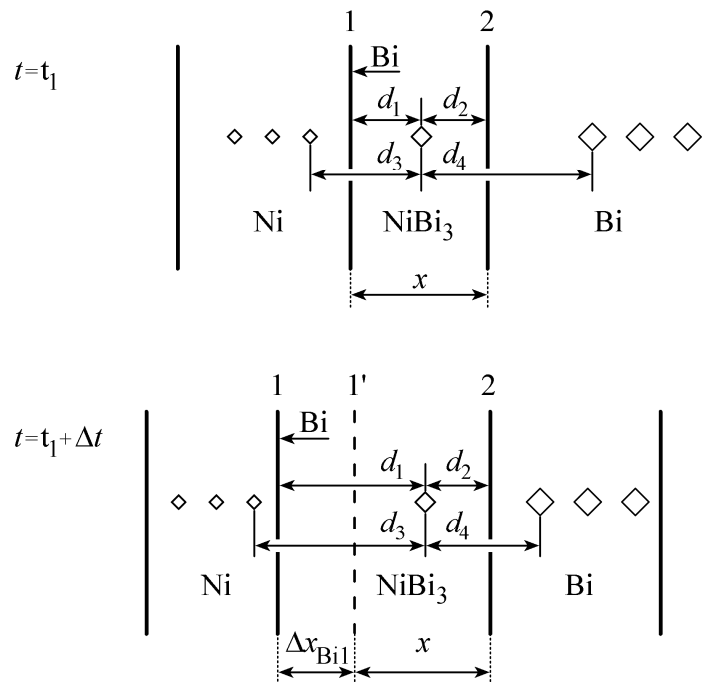 1 2
t=t₁
Bi
d₁ d₂
d₃ d₄
Ni NiBi₃ Bi
x
1 1' 2
t=t₁+Δt
Bi
d₁ d₂
d₃ d₄
Ni NiBi₃ Bi
Δx_Bi1 x